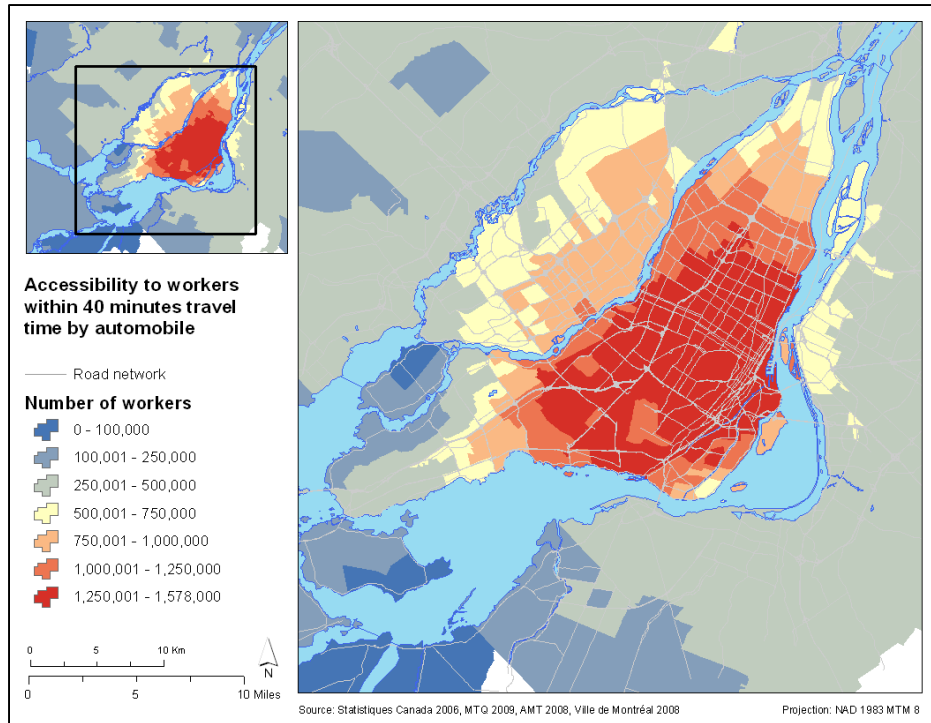 Accessibility to workers
within 40 minutes travel
time by automobile
Road network
Number of workers
0 - 100,000
100,001 - 250,000
250,001 - 500,000
500,001 - 750,000
750,001 - 1,000,000
1,000,001 - 1,250,000
1,250,001 - 1,578,000
0 5 10 Km
N
0 5 10 Miles
Source: Statistiques Canada 2006, MTQ 2009, AMT 2008, Ville de Montréal 2008 Projection: NAD 1983 MTM 8